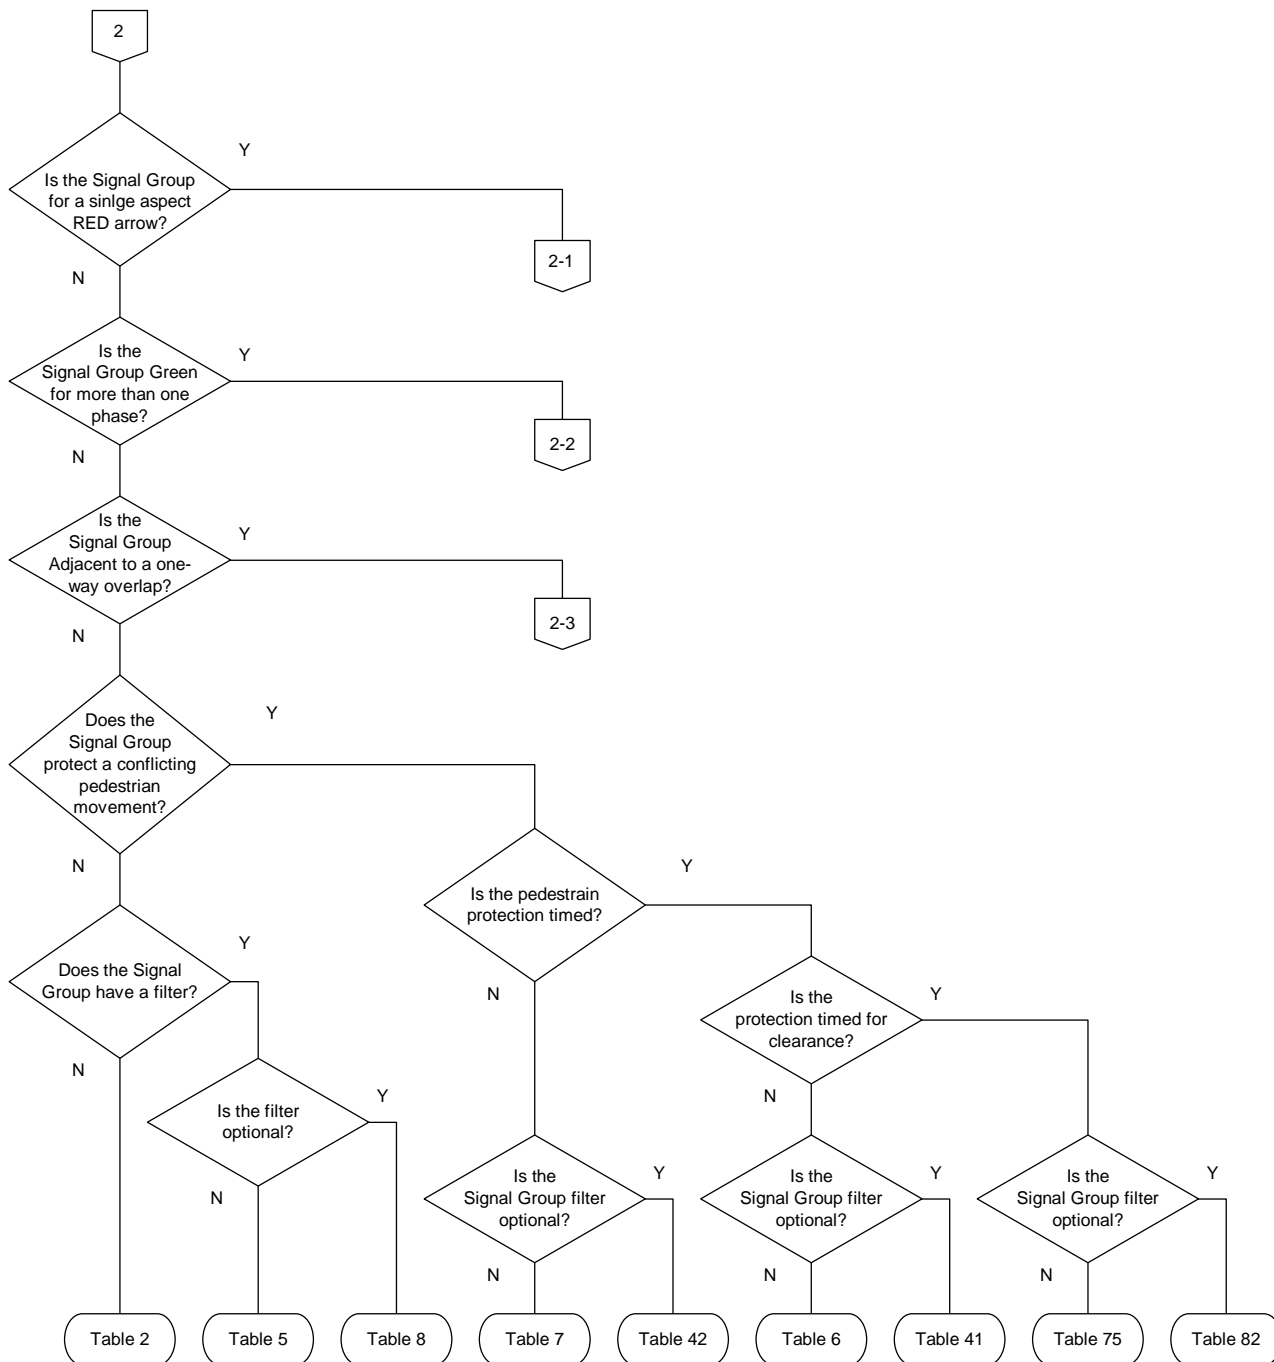 2
Y
Is the Signal Group
for a sinlge aspect
RED arrow?
2-1
N
Is the
Signal Group Green
for more than one
phase?
Y
2-2
N
Is the
Signal Group
Adjacent to a one-
way overlap?
Y
2-3
N
Does the
Signal Group
protect a conflicting
pedestrian
movement?
Y
N
Is the pedestrain
protection timed?
Y
Does the Signal
Group have a filter?
Y
N
Is the
protection timed for
clearance?
Y
N
Is the filter
optional?
Y
N
N
Is the
Signal Group filter
optional?
Y
Is the
Signal Group filter
optional?
Y
Is the
Signal Group filter
optional?
Y
N
N
N
Table 2
Table 5
Table 8
Table 7
Table 42
Table 6
Table 41
Table 75
Table 82